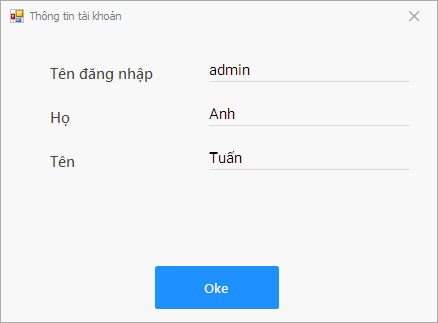 Thông tin tài khoản
Tên đăng nhập admin
Họ Anh
Tên Tuấn
Oke